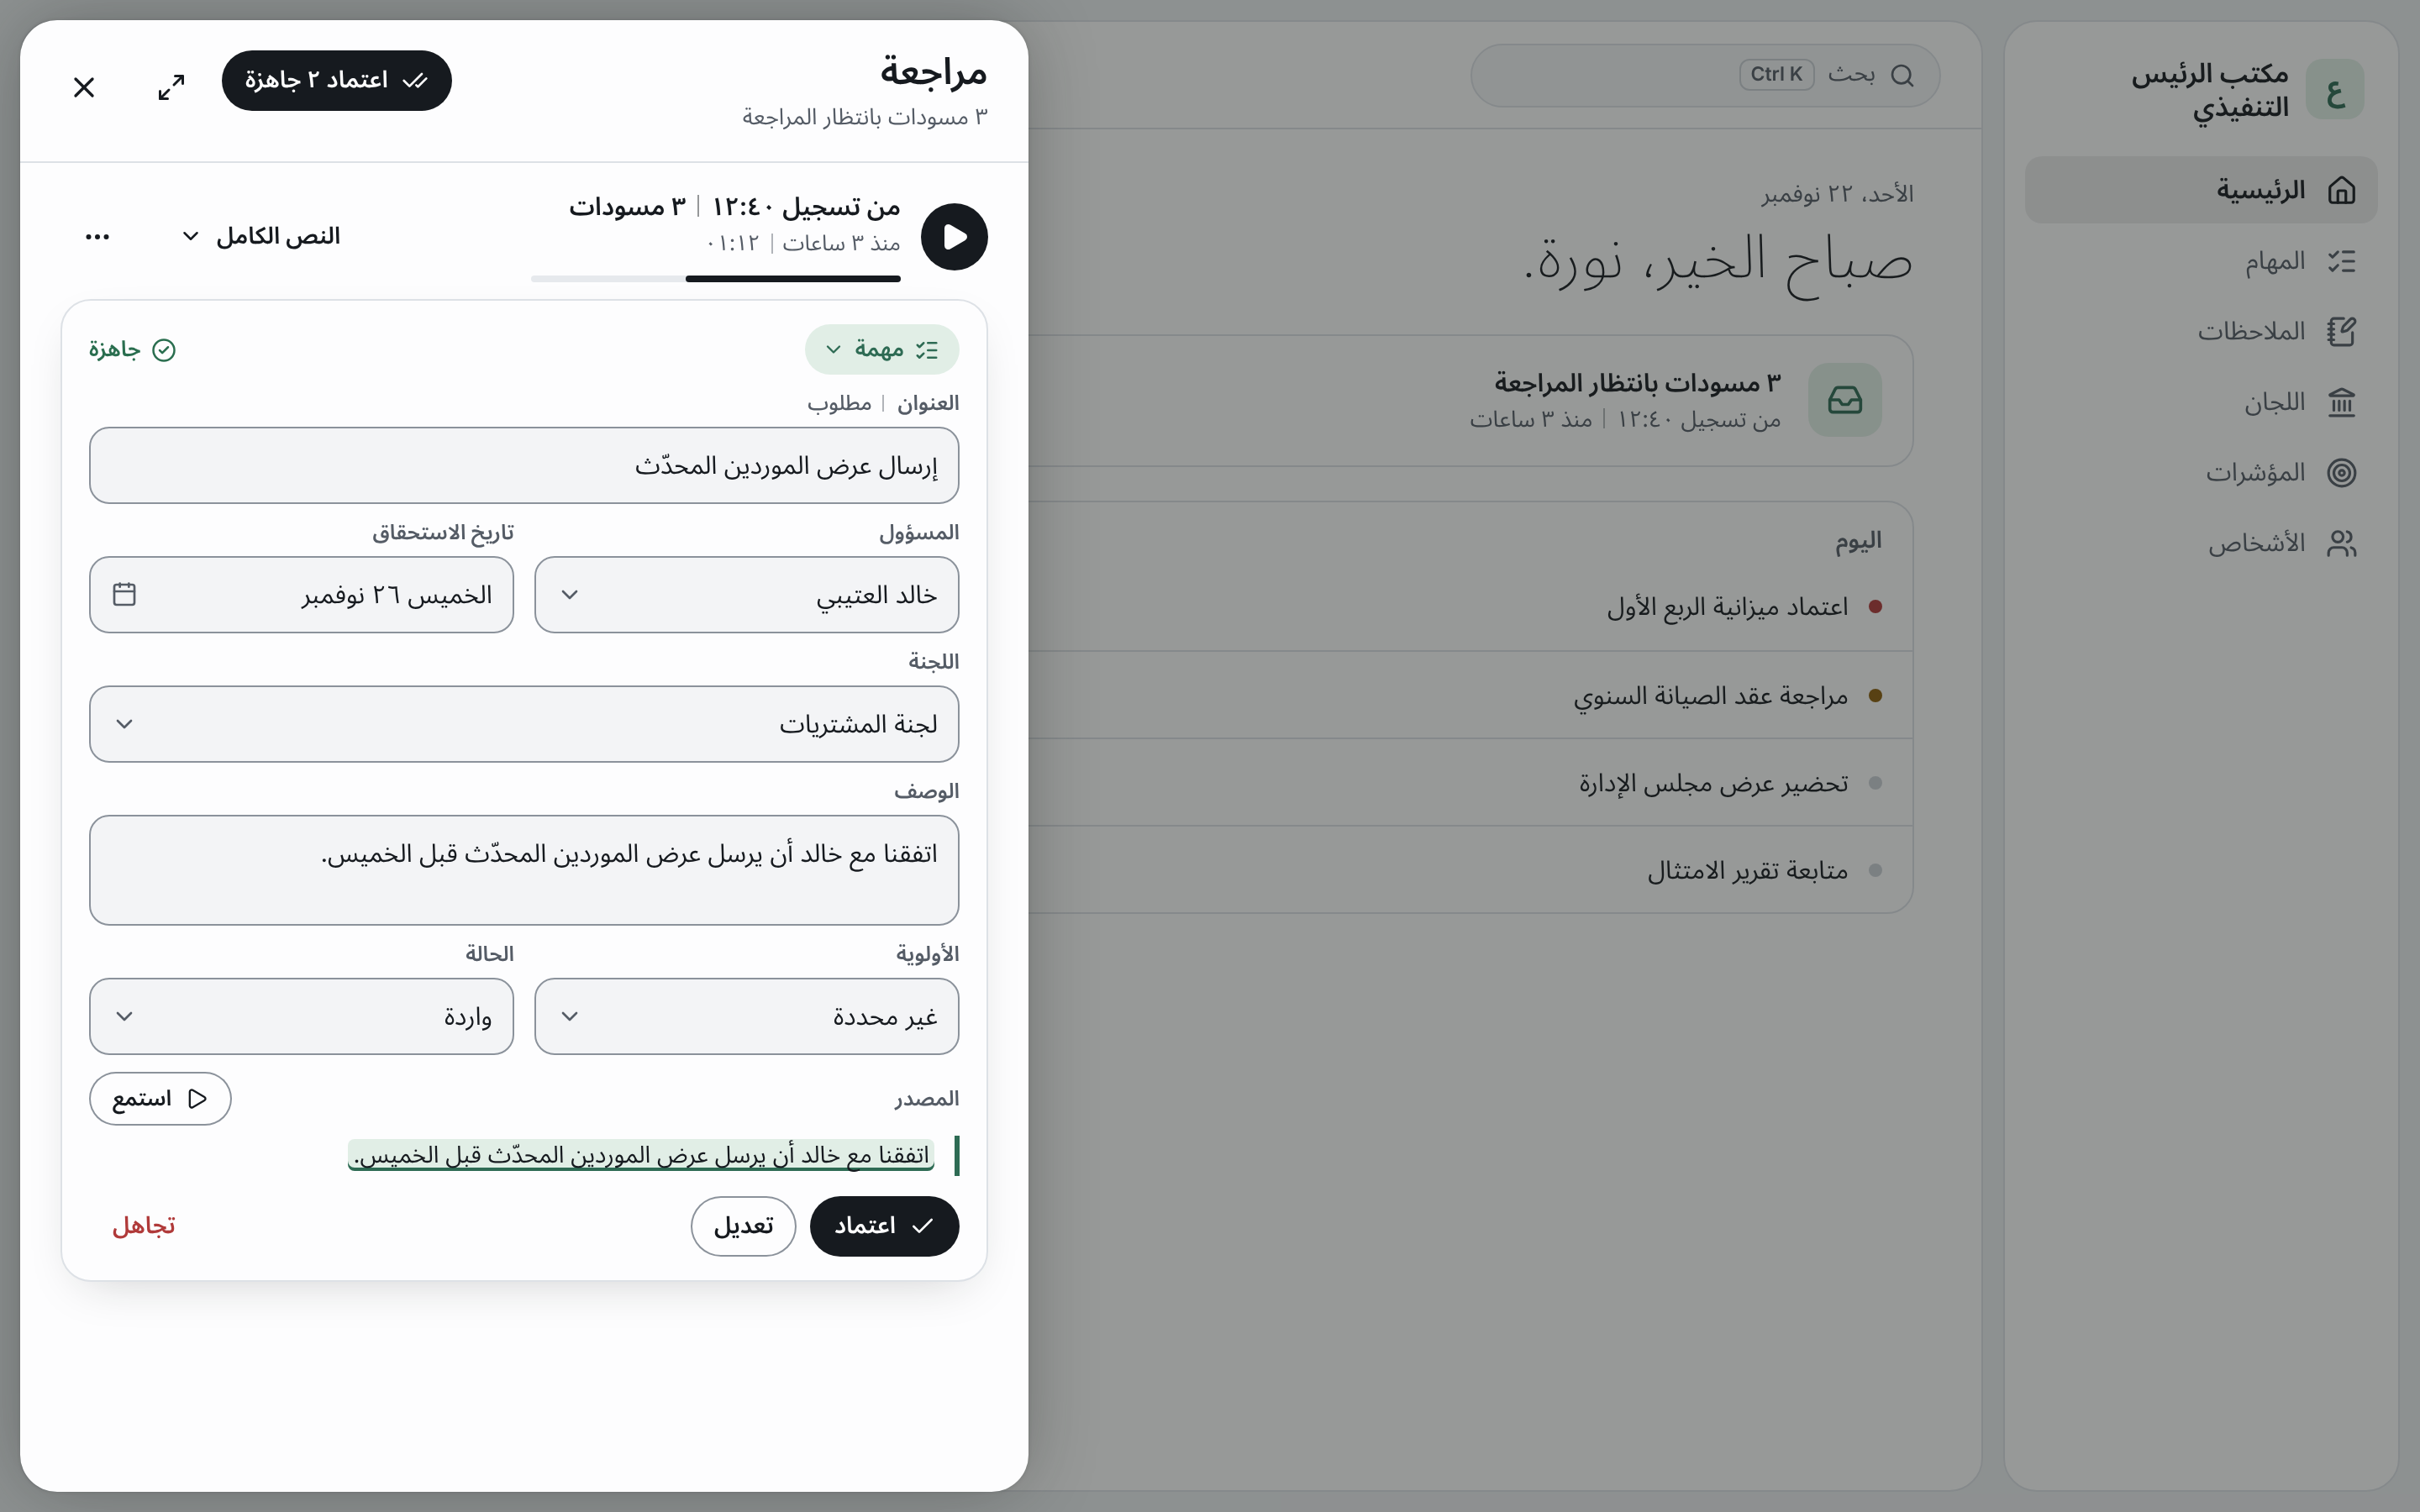 مكتب الرئيس
التنفيذي
الرئيسية
المهام
الملاحظات
اللجان
المؤشرات
الأشخاص
بحث Ctrl K
الأحد، ٢٢ نوفمبر
صباح الخير، نورة.
٣ مسودات بانتظار المراجعة
من تسجيل ١٢:٤٠ | منذ ٣ ساعات
اليوم
اعتماد ميزانية الربع الأول
مراجعة عقد الصيانة السنوي
تحضير عرض مجلس الإدارة
متابعة تقرير الامتثال
مراجعة
٣ مسودات بانتظار المراجعة
اعتماد ٢ جاهزة
من تسجيل ١٢:٤٠ | ٣ مسودات
منذ ٣ ساعات | ٠١:١٢
النص الكامل
مهمة
جاهزة
العنوان | مطلوب
إرسال عرض الموردين المحدّث
المسؤول
تاريخ الاستحقاق
خالد العتيبي
الخميس ٢٦ نوفمبر
اللجنة
لجنة المشتريات
الوصف
اتفقنا مع خالد أن يرسل عرض الموردين المحدّث قبل الخميس.
الأولوية
الحالة
غير محددة
واردة
المصدر
استمع
اتفقنا مع خالد أن يرسل عرض الموردين المحدّث قبل الخميس.
اعتماد
تعديل
تجاهل
ع